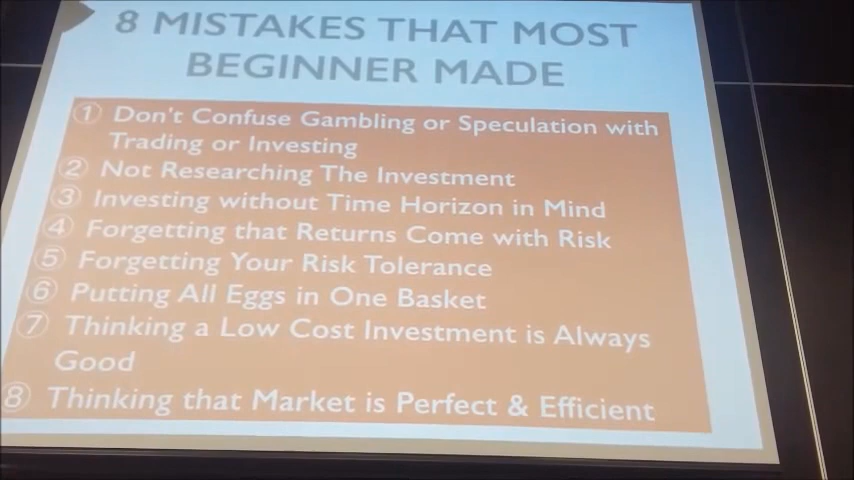 8 MISTAKES THAT MOST
BEGINNER MADE
① Don't Confuse Gambling or Speculation with
Trading or Investing
② Not Researching The Investment
③ Investing without Time Horizon in Mind
④ Forgetting that Returns Come with Risk
⑤ Forgetting Your Risk Tolerance
⑥ Putting All Eggs in One Basket
⑦ Thinking a Low Cost Investment is Always
Good
⑧ Thinking that Market is Perfect & Efficient